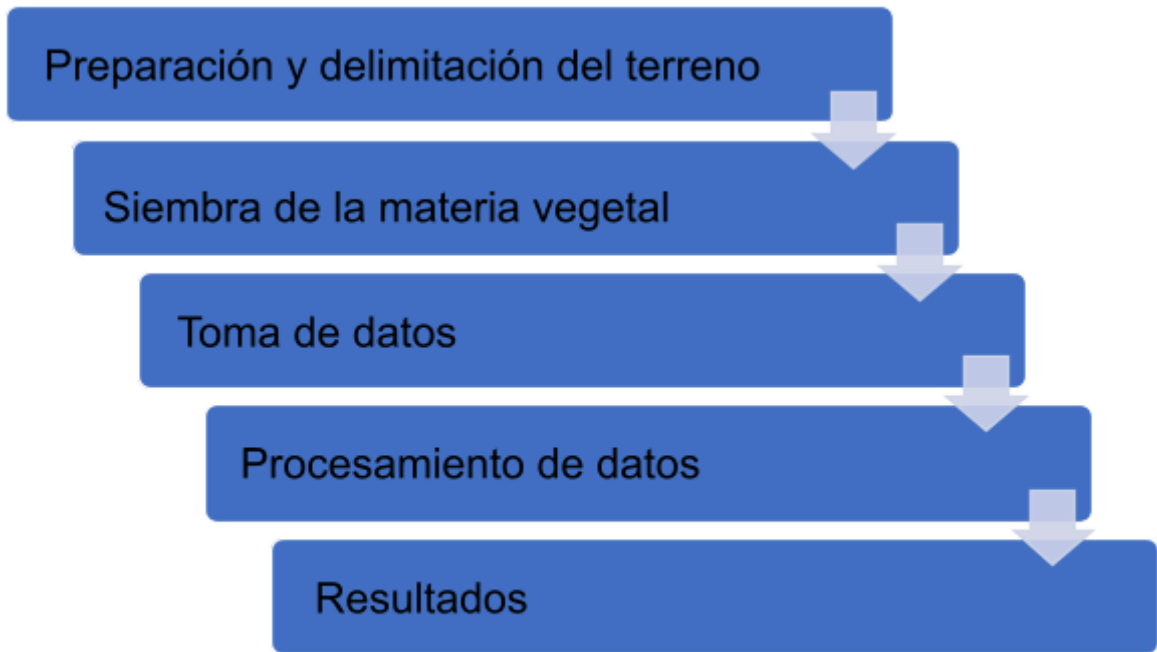 Preparación y delimitación del terreno
Siembra de la materia vegetal
Toma de datos
Procesamiento de datos
Resultados